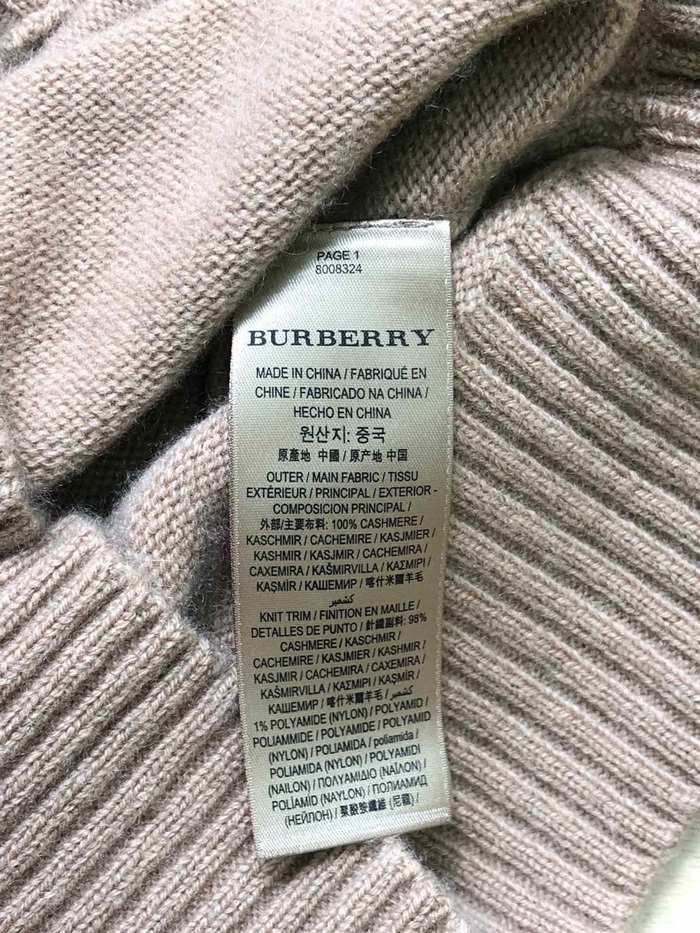 PAGE 1
8008324
BURBERRY
MADE IN CHINA / FABRIQUÉ EN
CHINE / FABRICADO NA CHINA /
HECHO EN CHINA
원산지: 중국
原產地 中國 / 原产地 中国
OUTER / MAIN FABRIC / TISSU
EXTÉRIEUR / PRINCIPAL / EXTERIOR -
COMPOSICION PRINCIPAL /
外部/主要布料: 100% CASHMERE /
KASCHMIR / CACHEMIRE / KASJMIER /
KASHMIR / KASJMIR / CACHEMIRA /
CAXEMIRA / KAŠMIRVILLA / ΚΑΣΜΙΡΙ /
KAŞMİR / КАШЕМИР / 喀什米爾羊毛
كشمير
KNIT TRIM / FINITION EN MAILLE /
DETALLES DE PUNTO / 針織副料: 98%
CASHMERE / KASCHMIR /
CACHEMIRE / KASJMIER / KASHMIR /
KASJMIR / CACHEMIRA / CAXEMIRA /
KAŠMIRVILLA / ΚΑΣΜΙΡΙ / KAŞMİR /
КАШЕМИР / 喀什米爾羊毛 / كشمير /
1% POLYAMIDE (NYLON) / POLYAMID /
POLIAMMIDE / POLYAMIDE / POLYAMID
(NYLON) / POLIAMIDA / poliamida /
POLIAMIDA (NYLON) / POLYAMIDI
(NAILON) / ΠΟΛΥΑΜΙΔΙΟ (ΝΑΪΛΟΝ) /
POLİAMİD (NAYLON) / ПОЛИАМИД
(НЕЙЛОН) / 聚酰胺纖維 (尼龍) /